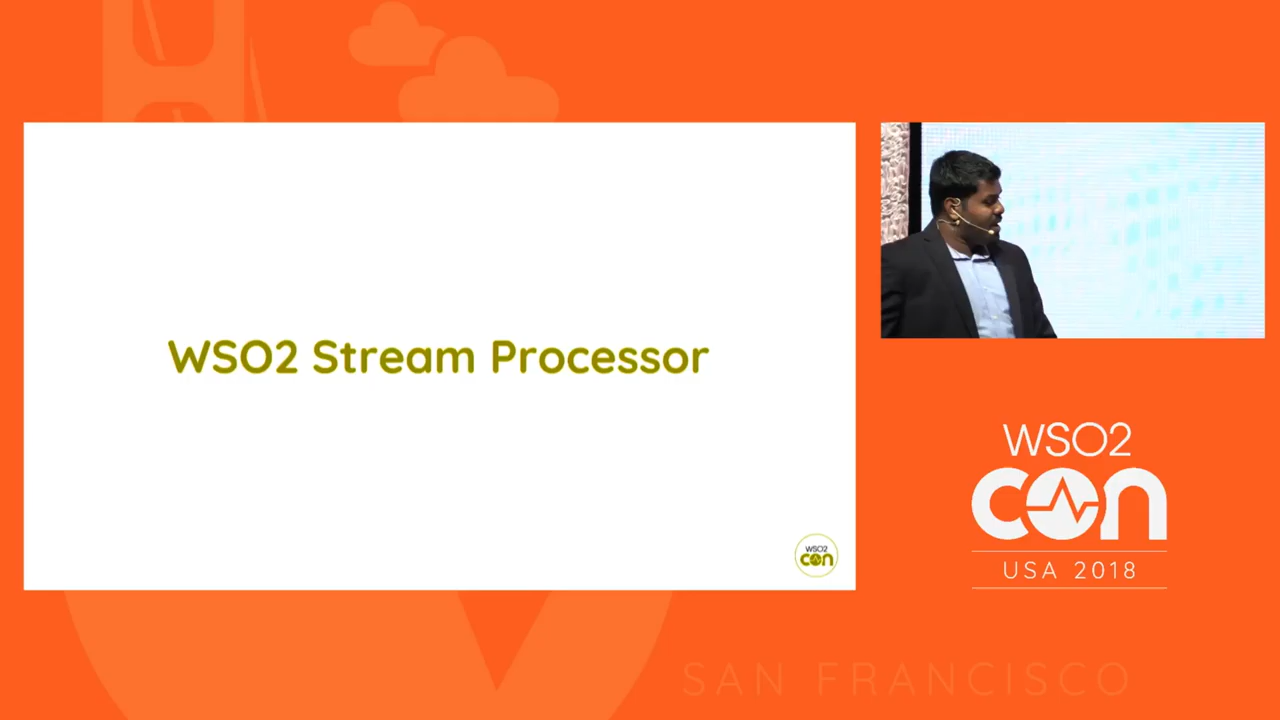 WSO2 Stream Processor
WSO2
con
WSO2
con
USA 2018
SAN FRANCISCO